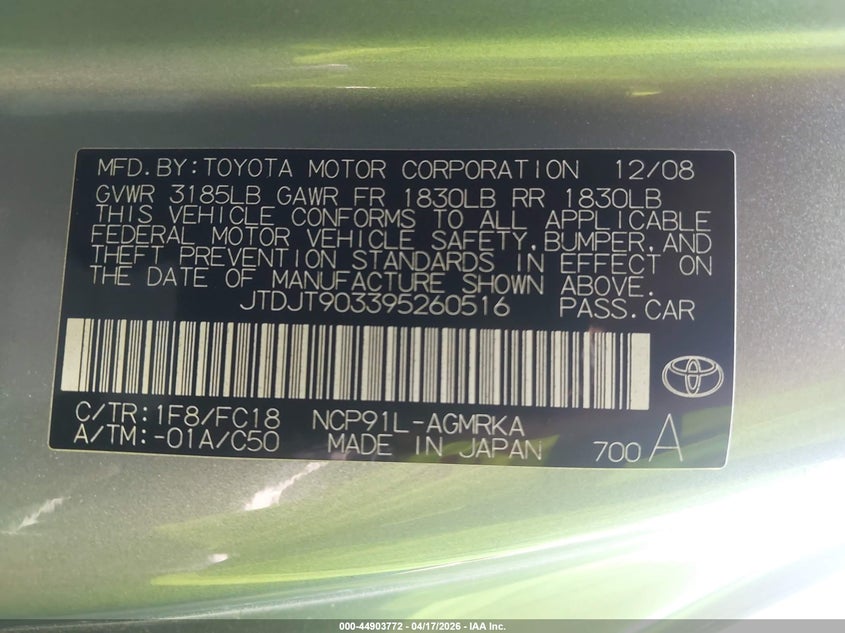 MFD.BY:TOYOTA MOTOR CORPORATION 12/08
GVWR 3185LB GAWR FR 1830LB RR 1830LB
THIS VEHICLE CONFORMS TO ALL APPLICABLE
FEDERAL MOTOR VEHICLE SAFETY,BUMPER,AND
THEFT PREVENTION STANDARDS IN EFFECT ON
THE DATE OF MANUFACTURE SHOWN ABOVE.
JTDJT903395260516 PASS.CAR
C/TR:1F8/FC18 NCP91L-AGMRKA
A/TM:-01A/C50 MADE IN JAPAN 700 A
000-44903772 - 04/17/2026 - IAA Inc.